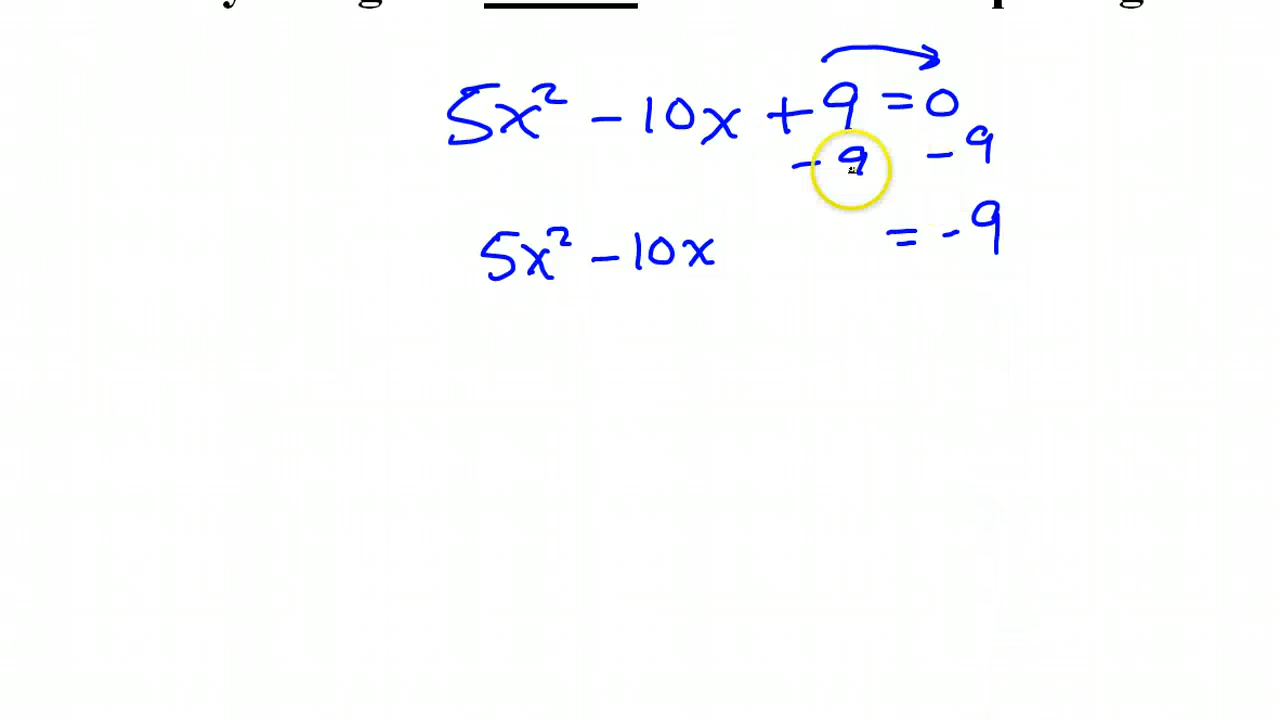 5x² - 10x + 9 = 0
- 9 - 9
5x² - 10x = - 9